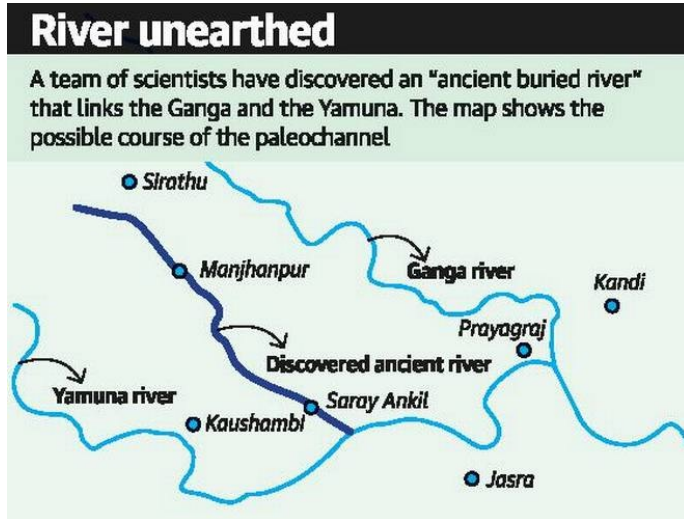 River unearthed
A team of scientists have discovered an "ancient buried river"
that links the Ganga and the Yamuna. The map shows the
possible course of the paleochannel
Sirathu
Manjhanpur
Ganga river
Kandi
Prayagraj
Discovered ancient river
Yamuna river
Saray Ankil
Kaushambi
Jasra